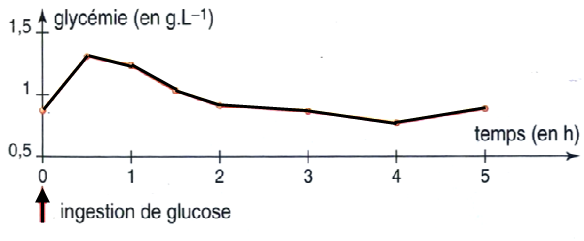 glycémie (en g.L⁻¹)
1,5
1
0,5
temps (en h)
0 1 2 3 4 5
ingestion de glucose